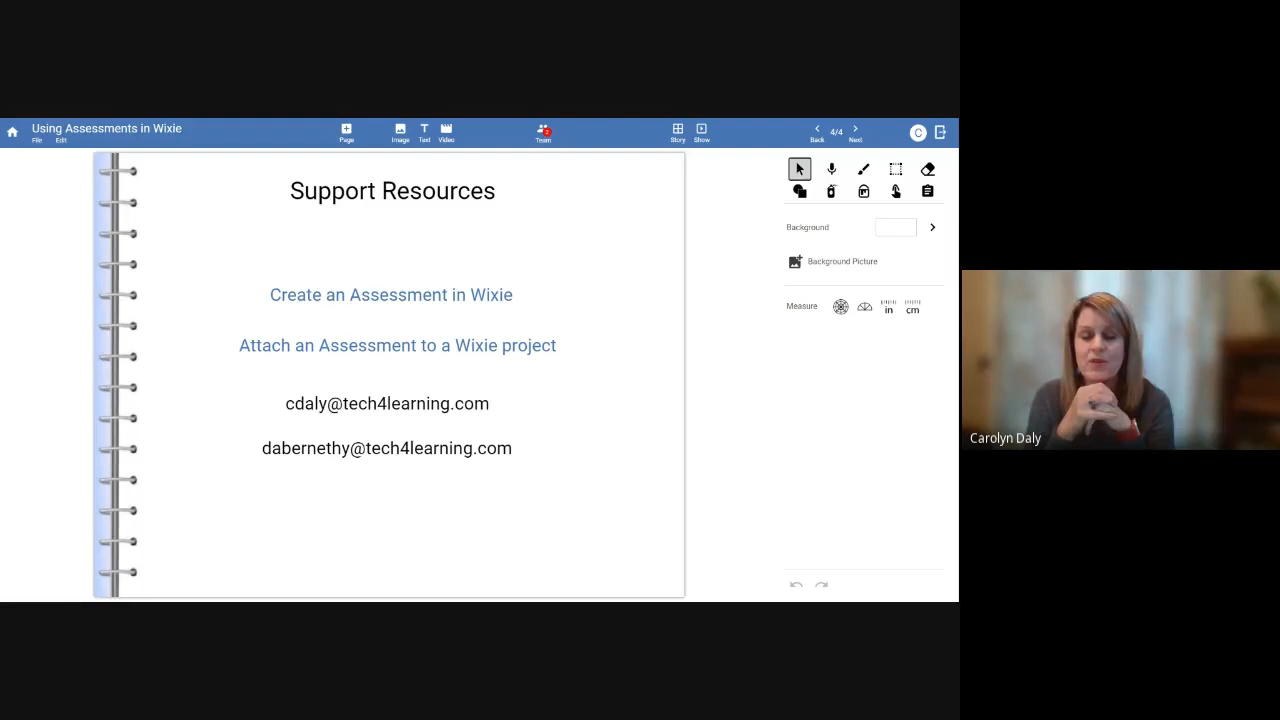 Using Assessments in Wixie
File Edit
Page
Image Text Video
Team
2
Story Show
Back 4/4 Next
C
Support Resources
Create an Assessment in Wixie
Attach an Assessment to a Wixie project
cdaly@tech4learning.com
dabernethy@tech4learning.com
Background
Background Picture
Measure in cm
Carolyn Daly